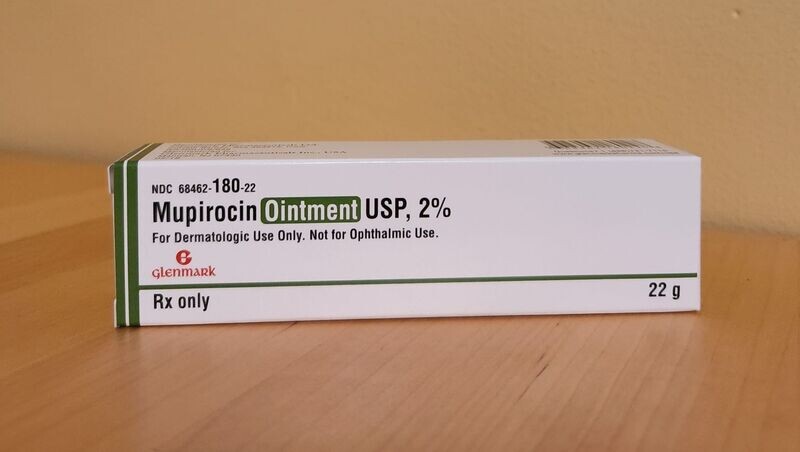 NDC 68462-180-22
Mupirocin Ointment USP, 2%
For Dermatologic Use Only. Not for Ophthalmic Use.
GLENMARK
Rx only
22 g